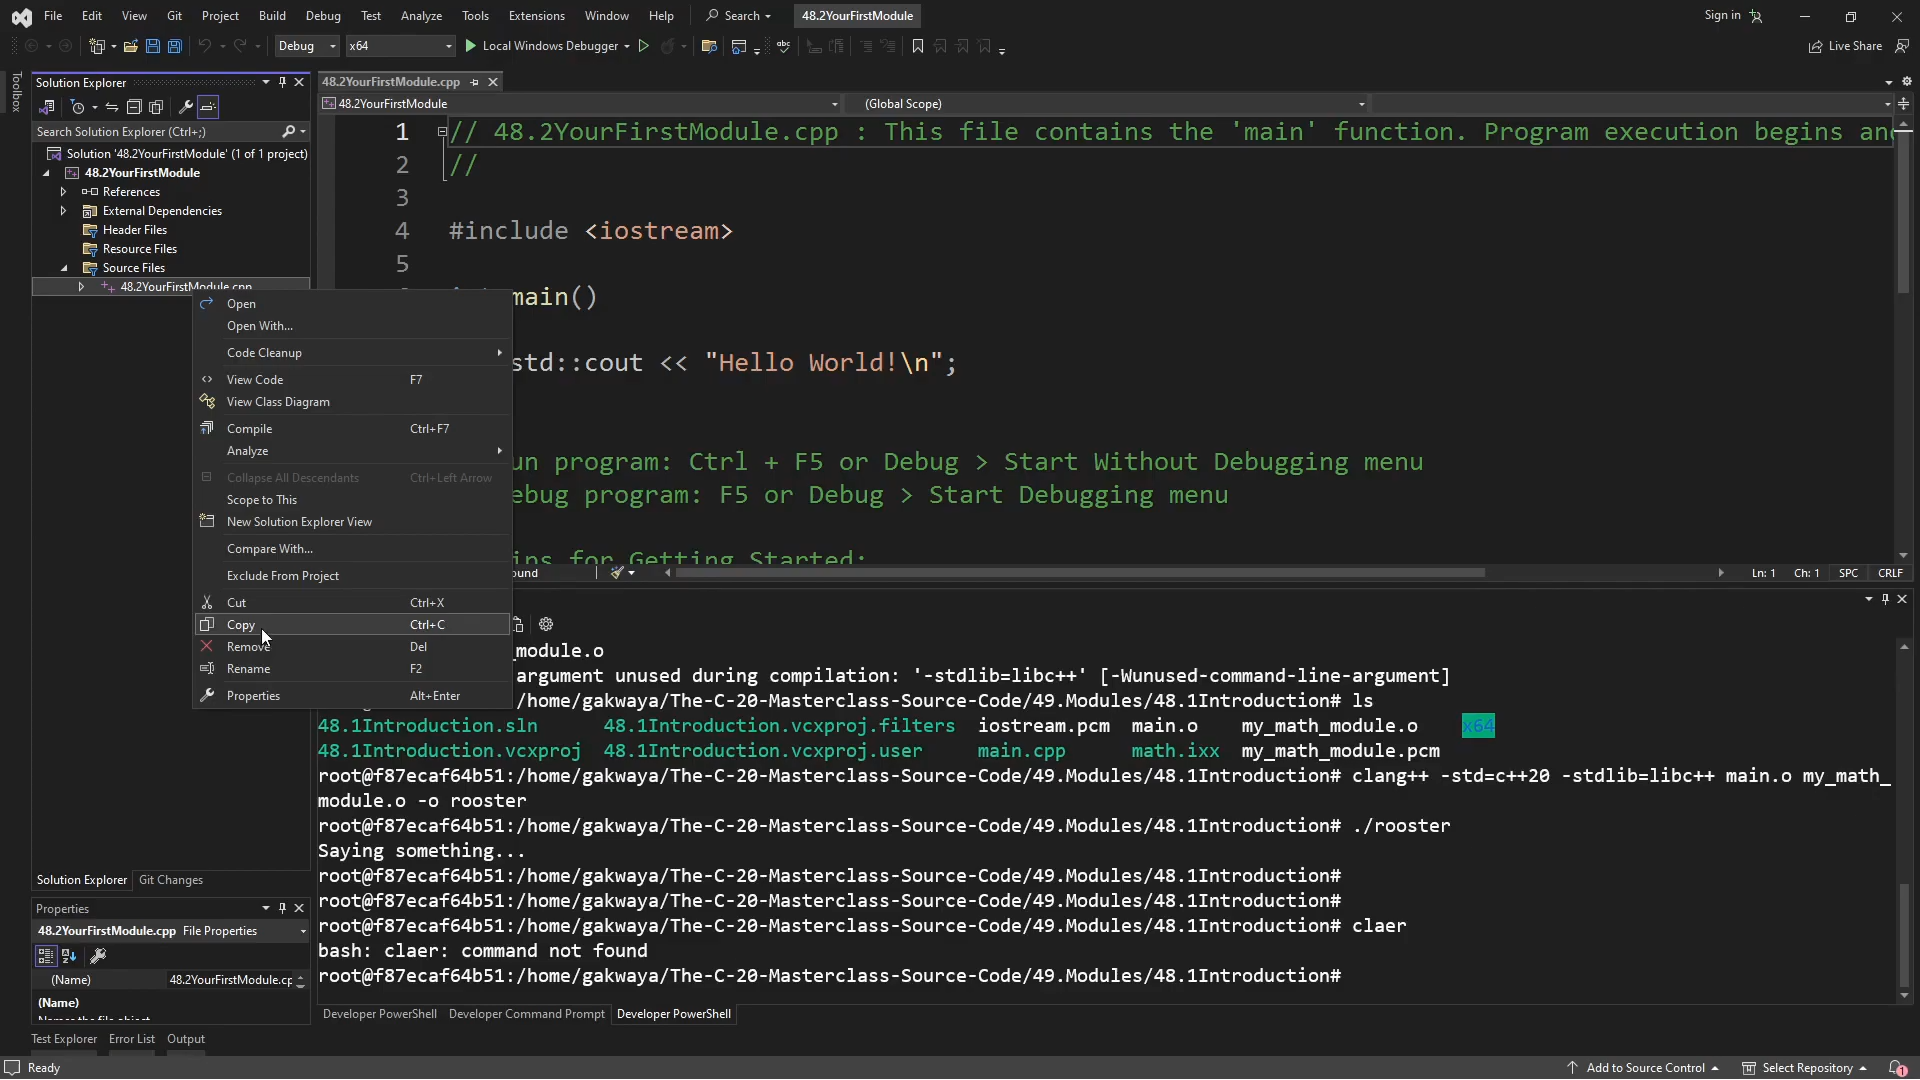 File Edit View Git Project Build Debug Test Analyze Tools Extensions Window Help Search 48.2YourFirstModule Sign in
Debug x64 Local Windows Debugger Live Share
Toolbox
Solution Explorer
Search Solution Explorer (Ctrl+;)
Solution '48.2YourFirstModule' (1 of 1 project)
48.2YourFirstModule
References
External Dependencies
Header Files
Resource Files
Source Files
48.2YourFirstModule.cpp
48.2YourFirstModule.cpp
48.2YourFirstModule (Global Scope)
1 // 48.2YourFirstModule.cpp : This file contains the 'main' function. Program execution begins and
2 //
3
4 #include <iostream>
5
main()
std::cout << "Hello World!\n";
un program: Ctrl + F5 or Debug > Start Without Debugging menu
ebug program: F5 or Debug > Start Debugging menu
ips for Getting Started:
ound Ln: 1 Ch: 1 SPC CRLF
Open
Open With...
Code Cleanup
View Code F7
View Class Diagram
Compile Ctrl+F7
Analyze
Collapse All Descendants Ctrl+Left Arrow
Scope to This
New Solution Explorer View
Compare With...
Exclude From Project
Cut Ctrl+X
Copy Ctrl+C
Remove Del
Rename F2
Properties Alt+Enter
_module.o
argument unused during compilation: '-stdlib=libc++' [-Wunused-command-line-argument]
:/home/gakwaya/The-C-20-Masterclass-Source-Code/49.Modules/48.1Introduction# ls
48.1Introduction.sln 48.1Introduction.vcxproj.filters iostream.pcm main.o my_math_module.o x64
48.1Introduction.vcxproj 48.1Introduction.vcxproj.user main.cpp math.ixx my_math_module.pcm
root@f87ecaf64b51:/home/gakwaya/The-C-20-Masterclass-Source-Code/49.Modules/48.1Introduction# clang++ -std=c++20 -stdlib=libc++ main.o my_math_
module.o -o rooster
root@f87ecaf64b51:/home/gakwaya/The-C-20-Masterclass-Source-Code/49.Modules/48.1Introduction# ./rooster
Saying something...
root@f87ecaf64b51:/home/gakwaya/The-C-20-Masterclass-Source-Code/49.Modules/48.1Introduction#
root@f87ecaf64b51:/home/gakwaya/The-C-20-Masterclass-Source-Code/49.Modules/48.1Introduction#
root@f87ecaf64b51:/home/gakwaya/The-C-20-Masterclass-Source-Code/49.Modules/48.1Introduction# claer
bash: claer: command not found
root@f87ecaf64b51:/home/gakwaya/The-C-20-Masterclass-Source-Code/49.Modules/48.1Introduction#
Developer PowerShell Developer Command Prompt Developer PowerShell
Solution Explorer Git Changes
Properties
48.2YourFirstModule.cpp File Properties
(Name) 48.2YourFirstModule.cp
(Name)
Test Explorer Error List Output
Ready Add to Source Control Select Repository 1